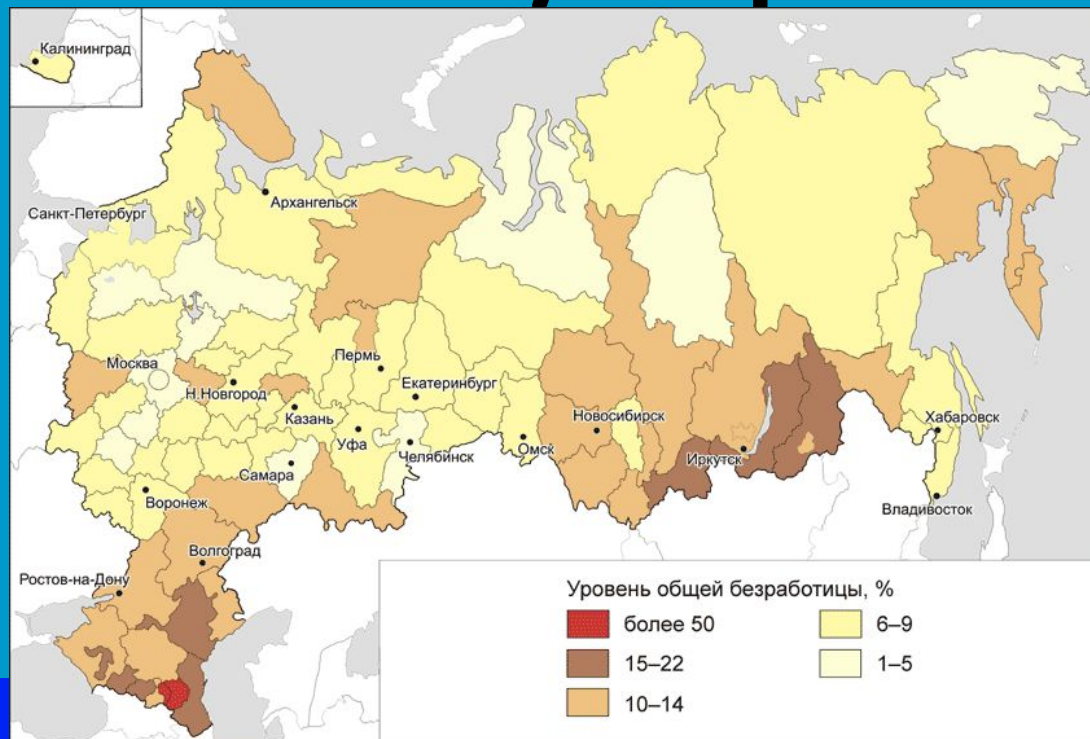 Калининград
Архангельск
Санкт-Петербург
Москва
Пермь
Н.Новгород
Екатеринбург
Казань
Новосибирск
Хабаровск
Уфа
Омск
Челябинск
Иркутск
Самара
Воронеж
Владивосток
Волгоград
Ростов-на-Дону
Уровень общей безработицы, %
более 50
6–9
15–22
1–5
10–14